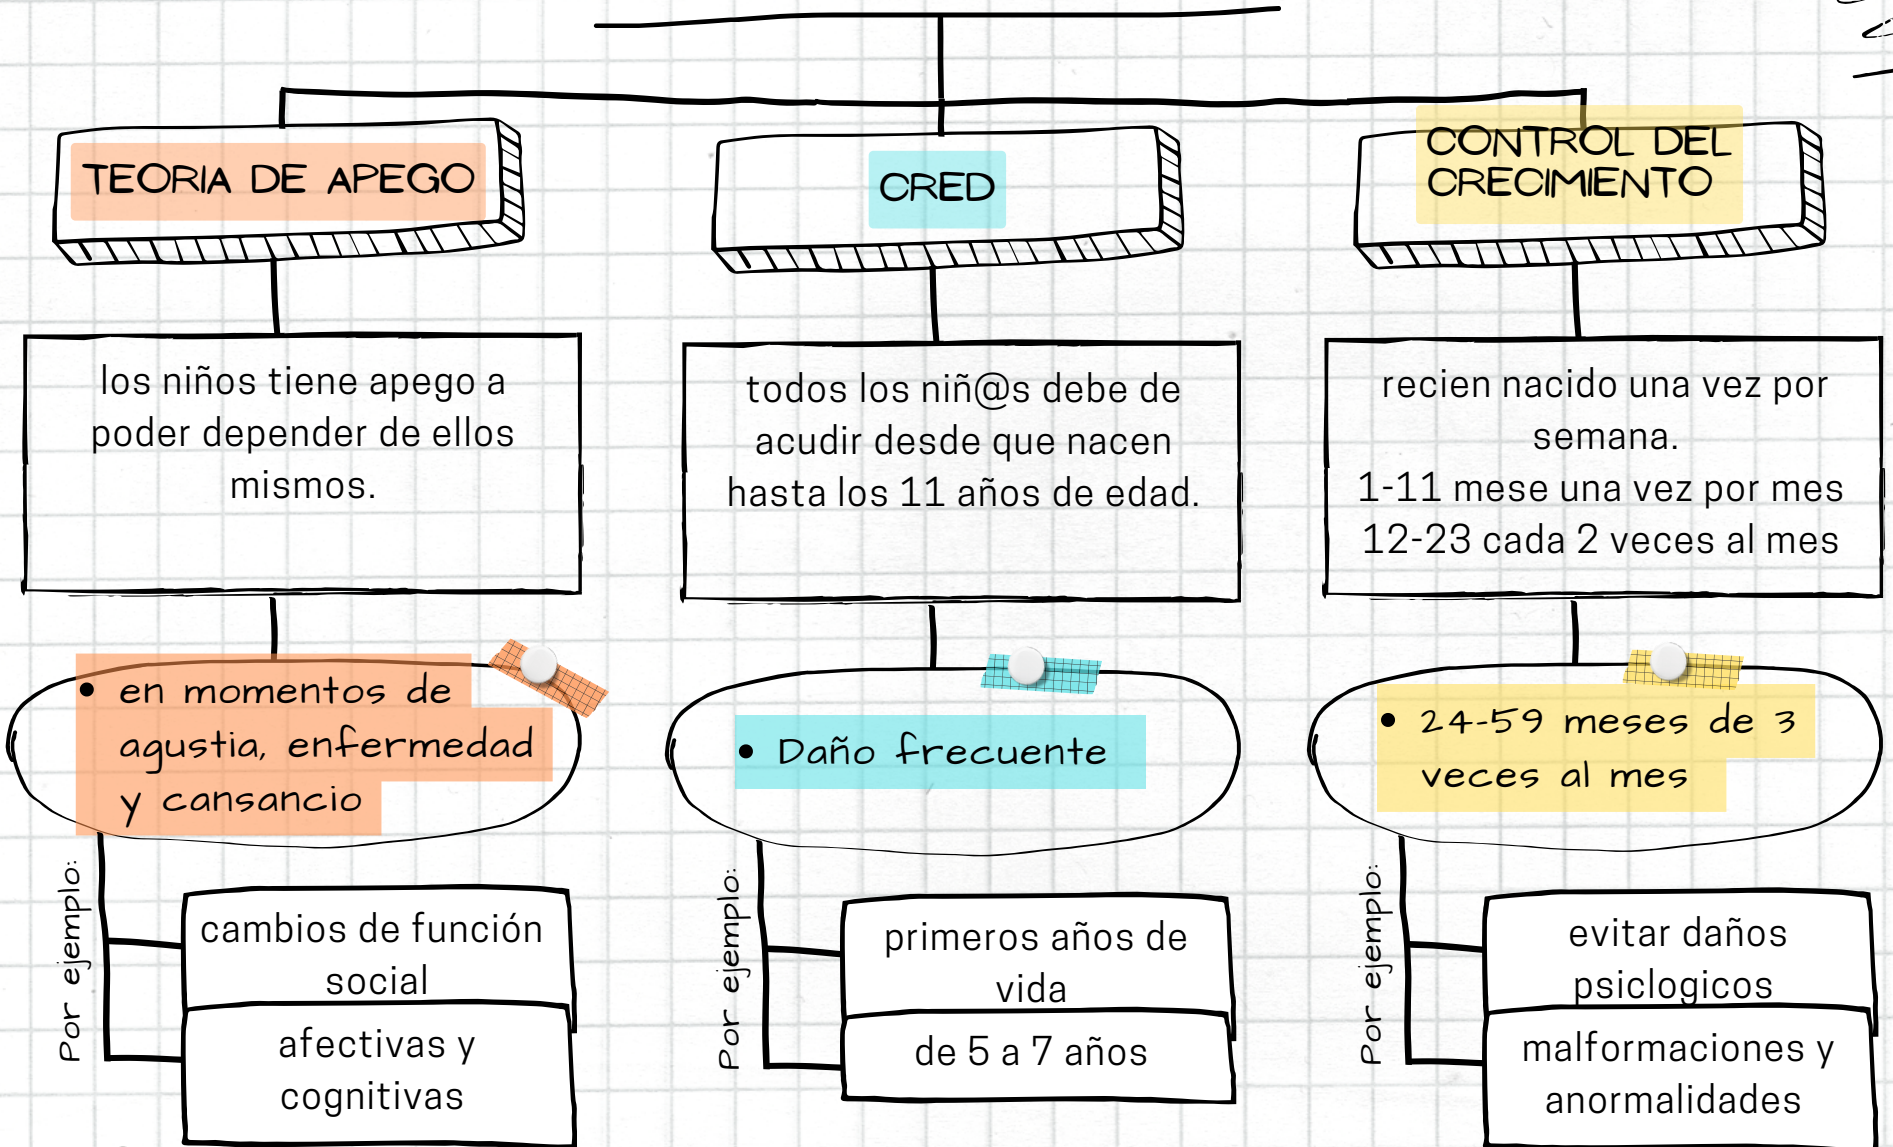 TEORIA DE APEGO
los niños tiene apego a
poder depender de ellos
mismos.
en momentos de
agustia, enfermedad
y cansancio
Por ejemplo:
cambios de función
social
afectivas y
cognitivas
CRED
todos los niñ@s debe de
acudir desde que nacen
hasta los 11 años de edad.
Daño frecuente
Por ejemplo:
primeros años de
vida
de 5 a 7 años
CONTROL DEL
CRECIMIENTO
recien nacido una vez por
semana.
1-11 mese una vez por mes
12-23 cada 2 veces al mes
24-59 meses de 3
veces al mes
Por ejemplo:
evitar daños
psiclogicos
malformaciones y
anormalidades